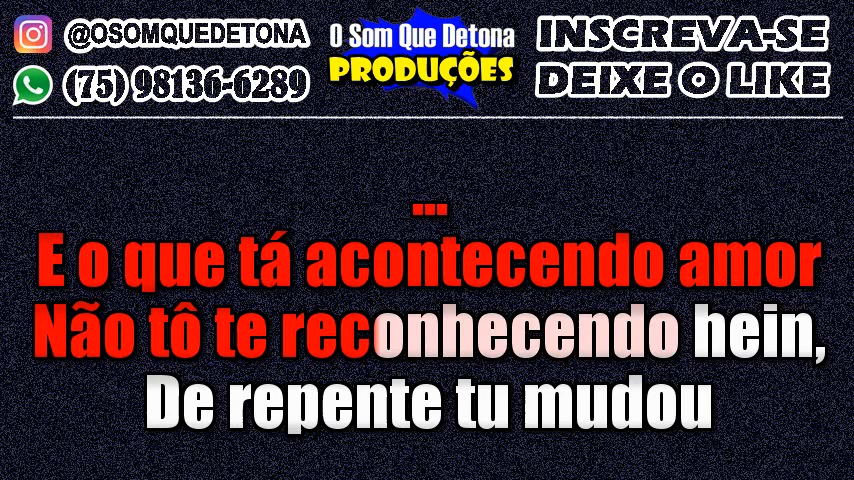 @OSOMQUEDETONA
(75) 98136-6289
O Som Que Detona
PRODUÇÕES
INSCREVA-SE
DEIXE O LIKE
...
E o que tá acontecendo amor
Não tô te reconhecendo hein,
De repente tu mudou